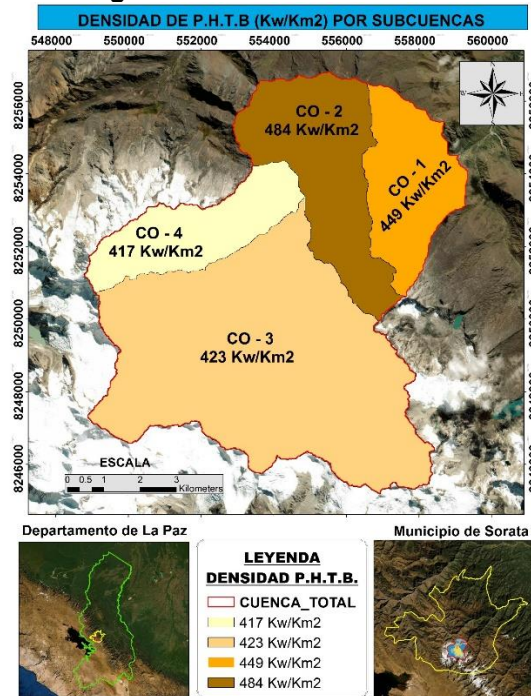 DENSIDAD DE P.H.T.B (Kw/Km2) POR SUBCUENCAS
548000 550000 552000 554000 556000 558000 560000
8256000
8254000
8252000
8250000
8248000
8246000
CO - 2
484 Kw/Km2
CO - 1
449 Kw/Km2
CO - 4
417 Kw/Km2
CO - 3
423 Kw/Km2
ESCALA
0 0.5 1 2 3
Kilometers
Departamento de La Paz
Municipio de Sorata
LEYENDA
DENSIDAD P.H.T.B.
CUENCA_TOTAL
417 Kw/Km2
423 Kw/Km2
449 Kw/Km2
484 Kw/Km2